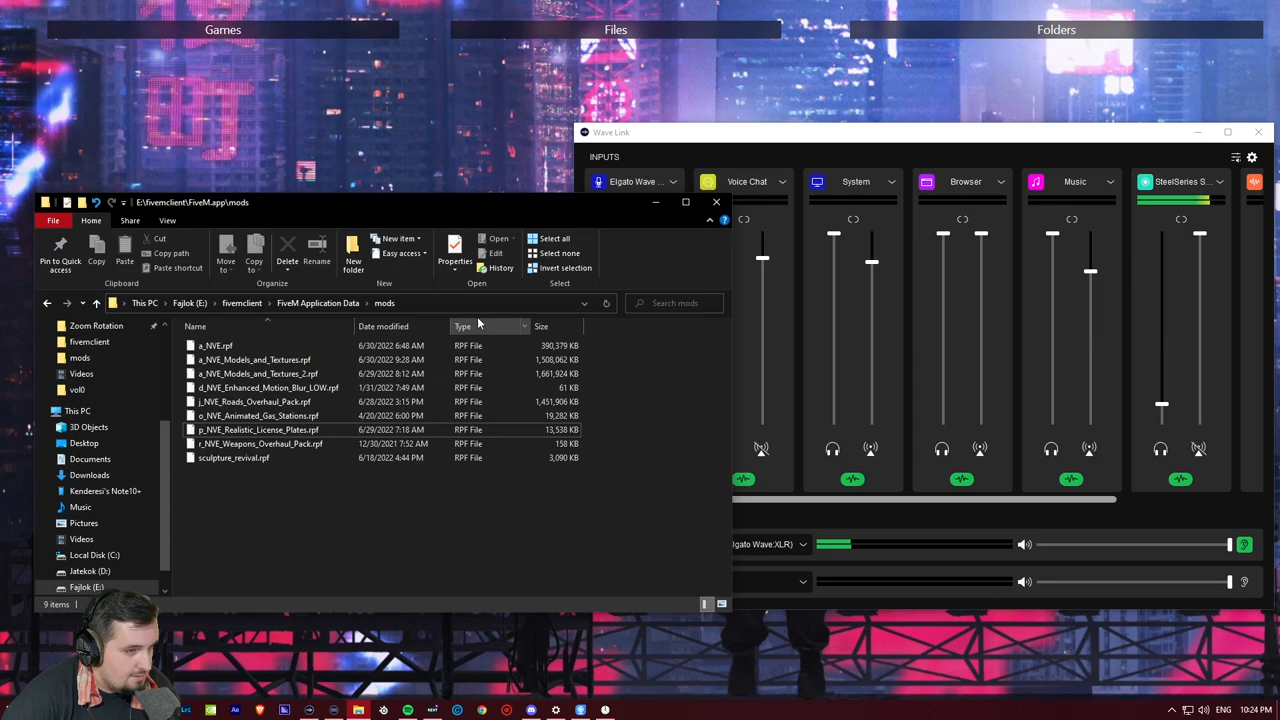 Games
Files
Folders
Wave Link
INPUTS
Elgato Wave ...
Voice Chat
System
Browser
Music
SteelSeries S...
E:\fivemclient\FiveM.app\mods
File
Home
Share
View
Pin to Quick access
Copy
Paste
Cut
Copy path
Paste shortcut
Clipboard
Move to
Copy to
Delete
Rename
Organize
New folder
New item
Easy access
New
Properties
Open
Edit
History
Open
Select all
Select none
Invert selection
Select
This PC
Fajlok (E:)
fivemclient
FiveM Application Data
mods
Search mods
Name
Date modified
Type
Size
Zoom Rotation
fivemclient
mods
Videos
vol0
This PC
3D Objects
Desktop
Documents
Downloads
Kenderesi's Note10+
Music
Pictures
Videos
Local Disk (C:)
Jatekok (D:)
Fajlok (E:)
a_NVE.rpf 6/30/2022 6:48 AM RPF File 390,379 KB
a_NVE_Models_and_Textures.rpf 6/30/2022 9:28 AM RPF File 1,508,062 KB
a_NVE_Models_and_Textures_2.rpf 6/29/2022 8:12 AM RPF File 1,661,924 KB
d_NVE_Enhanced_Motion_Blur_LOW.rpf 1/31/2022 7:49 AM RPF File 61 KB
j_NVE_Roads_Overhaul_Pack.rpf 6/28/2022 3:15 PM RPF File 1,451,906 KB
o_NVE_Animated_Gas_Stations.rpf 4/20/2022 6:00 PM RPF File 19,282 KB
p_NVE_Realistic_License_Plates.rpf 6/29/2022 7:18 AM RPF File 13,538 KB
r_NVE_Weapons_Overhaul_Pack.rpf 12/30/2021 7:52 AM RPF File 158 KB
sculpture_revival.rpf 6/18/2022 4:44 PM RPF File 3,090 KB
9 items
lgato Wave:XLR)
Lrc
Ae
NEXT
ENG
10:24 PM